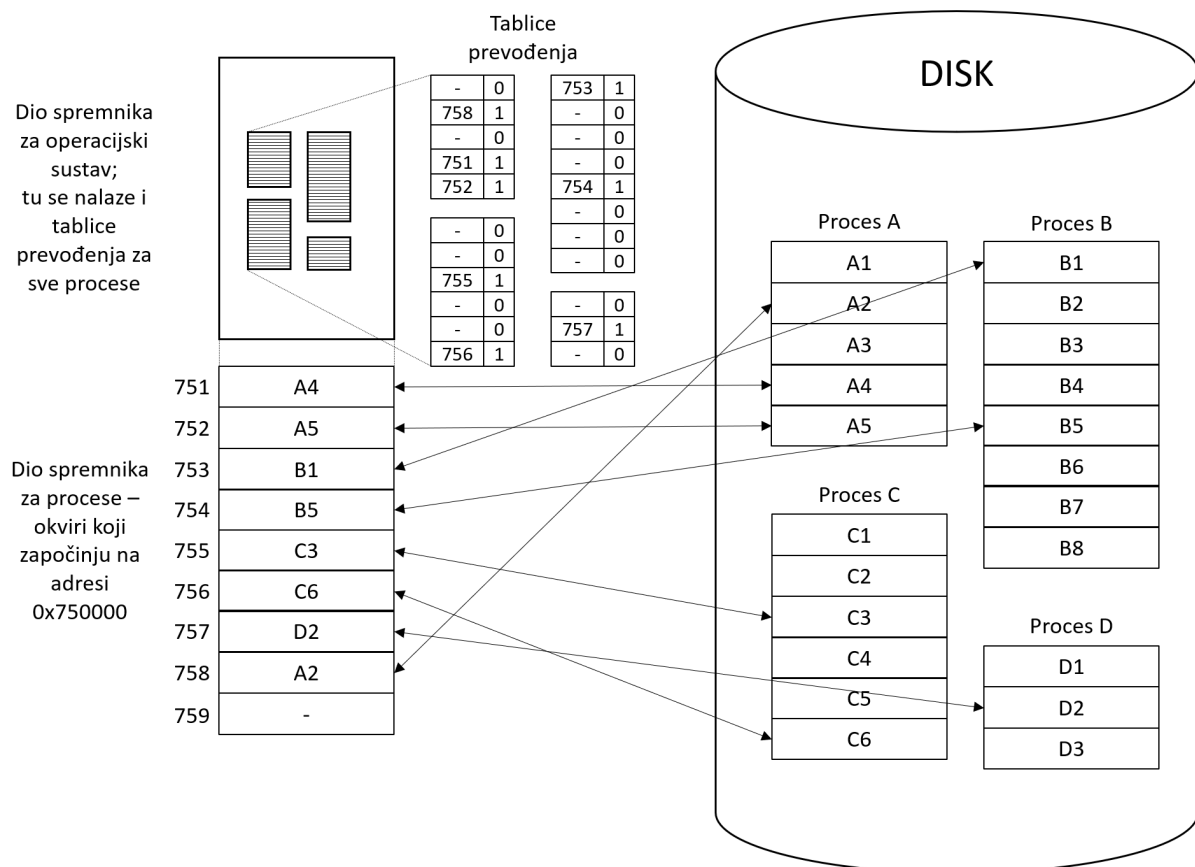 Tablice
prevođenja
Dio spremnika
za operacijski
sustav;
tu se nalaze i
tablice
prevođenja za
sve procese
- 0
758 1
- 0
751 1
752 1
- 0
- 0
755 1
- 0
- 0
756 1
753 1
- 0
- 0
- 0
754 1
- 0
- 0
- 0
- 0
757 1
- 0
Dio spremnika
za procese –
okviri koji
započinju na
adresi
0x750000
751 A4
752 A5
753 B1
754 B5
755 C3
756 C6
757 D2
758 A2
759 -
DISK
Proces A
A1
A2
A3
A4
A5
Proces B
B1
B2
B3
B4
B5
B6
B7
B8
Proces C
C1
C2
C3
C4
C5
C6
Proces D
D1
D2
D3